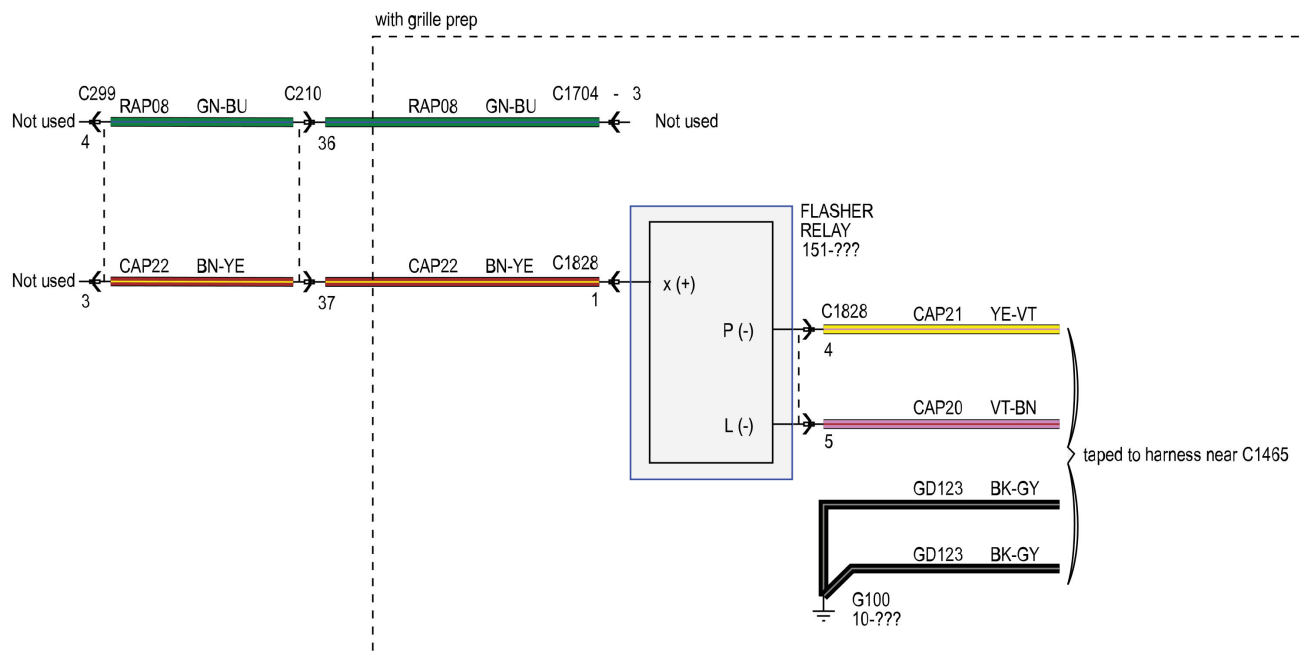 with grille prep
C299 RAP08 GN-BU C210 RAP08 GN-BU C1704 - 3
Not used Not used
4 36
FLASHER
RELAY
151-???
CAP22 BN-YE CAP22 BN-YE C1828
Not used x (+)
3 37 1
C1828 CAP21 YE-VT
P (-)
4
CAP20 VT-BN
L (-)
5
taped to harness near C1465
GD123 BK-GY
GD123 BK-GY
G100
10-???